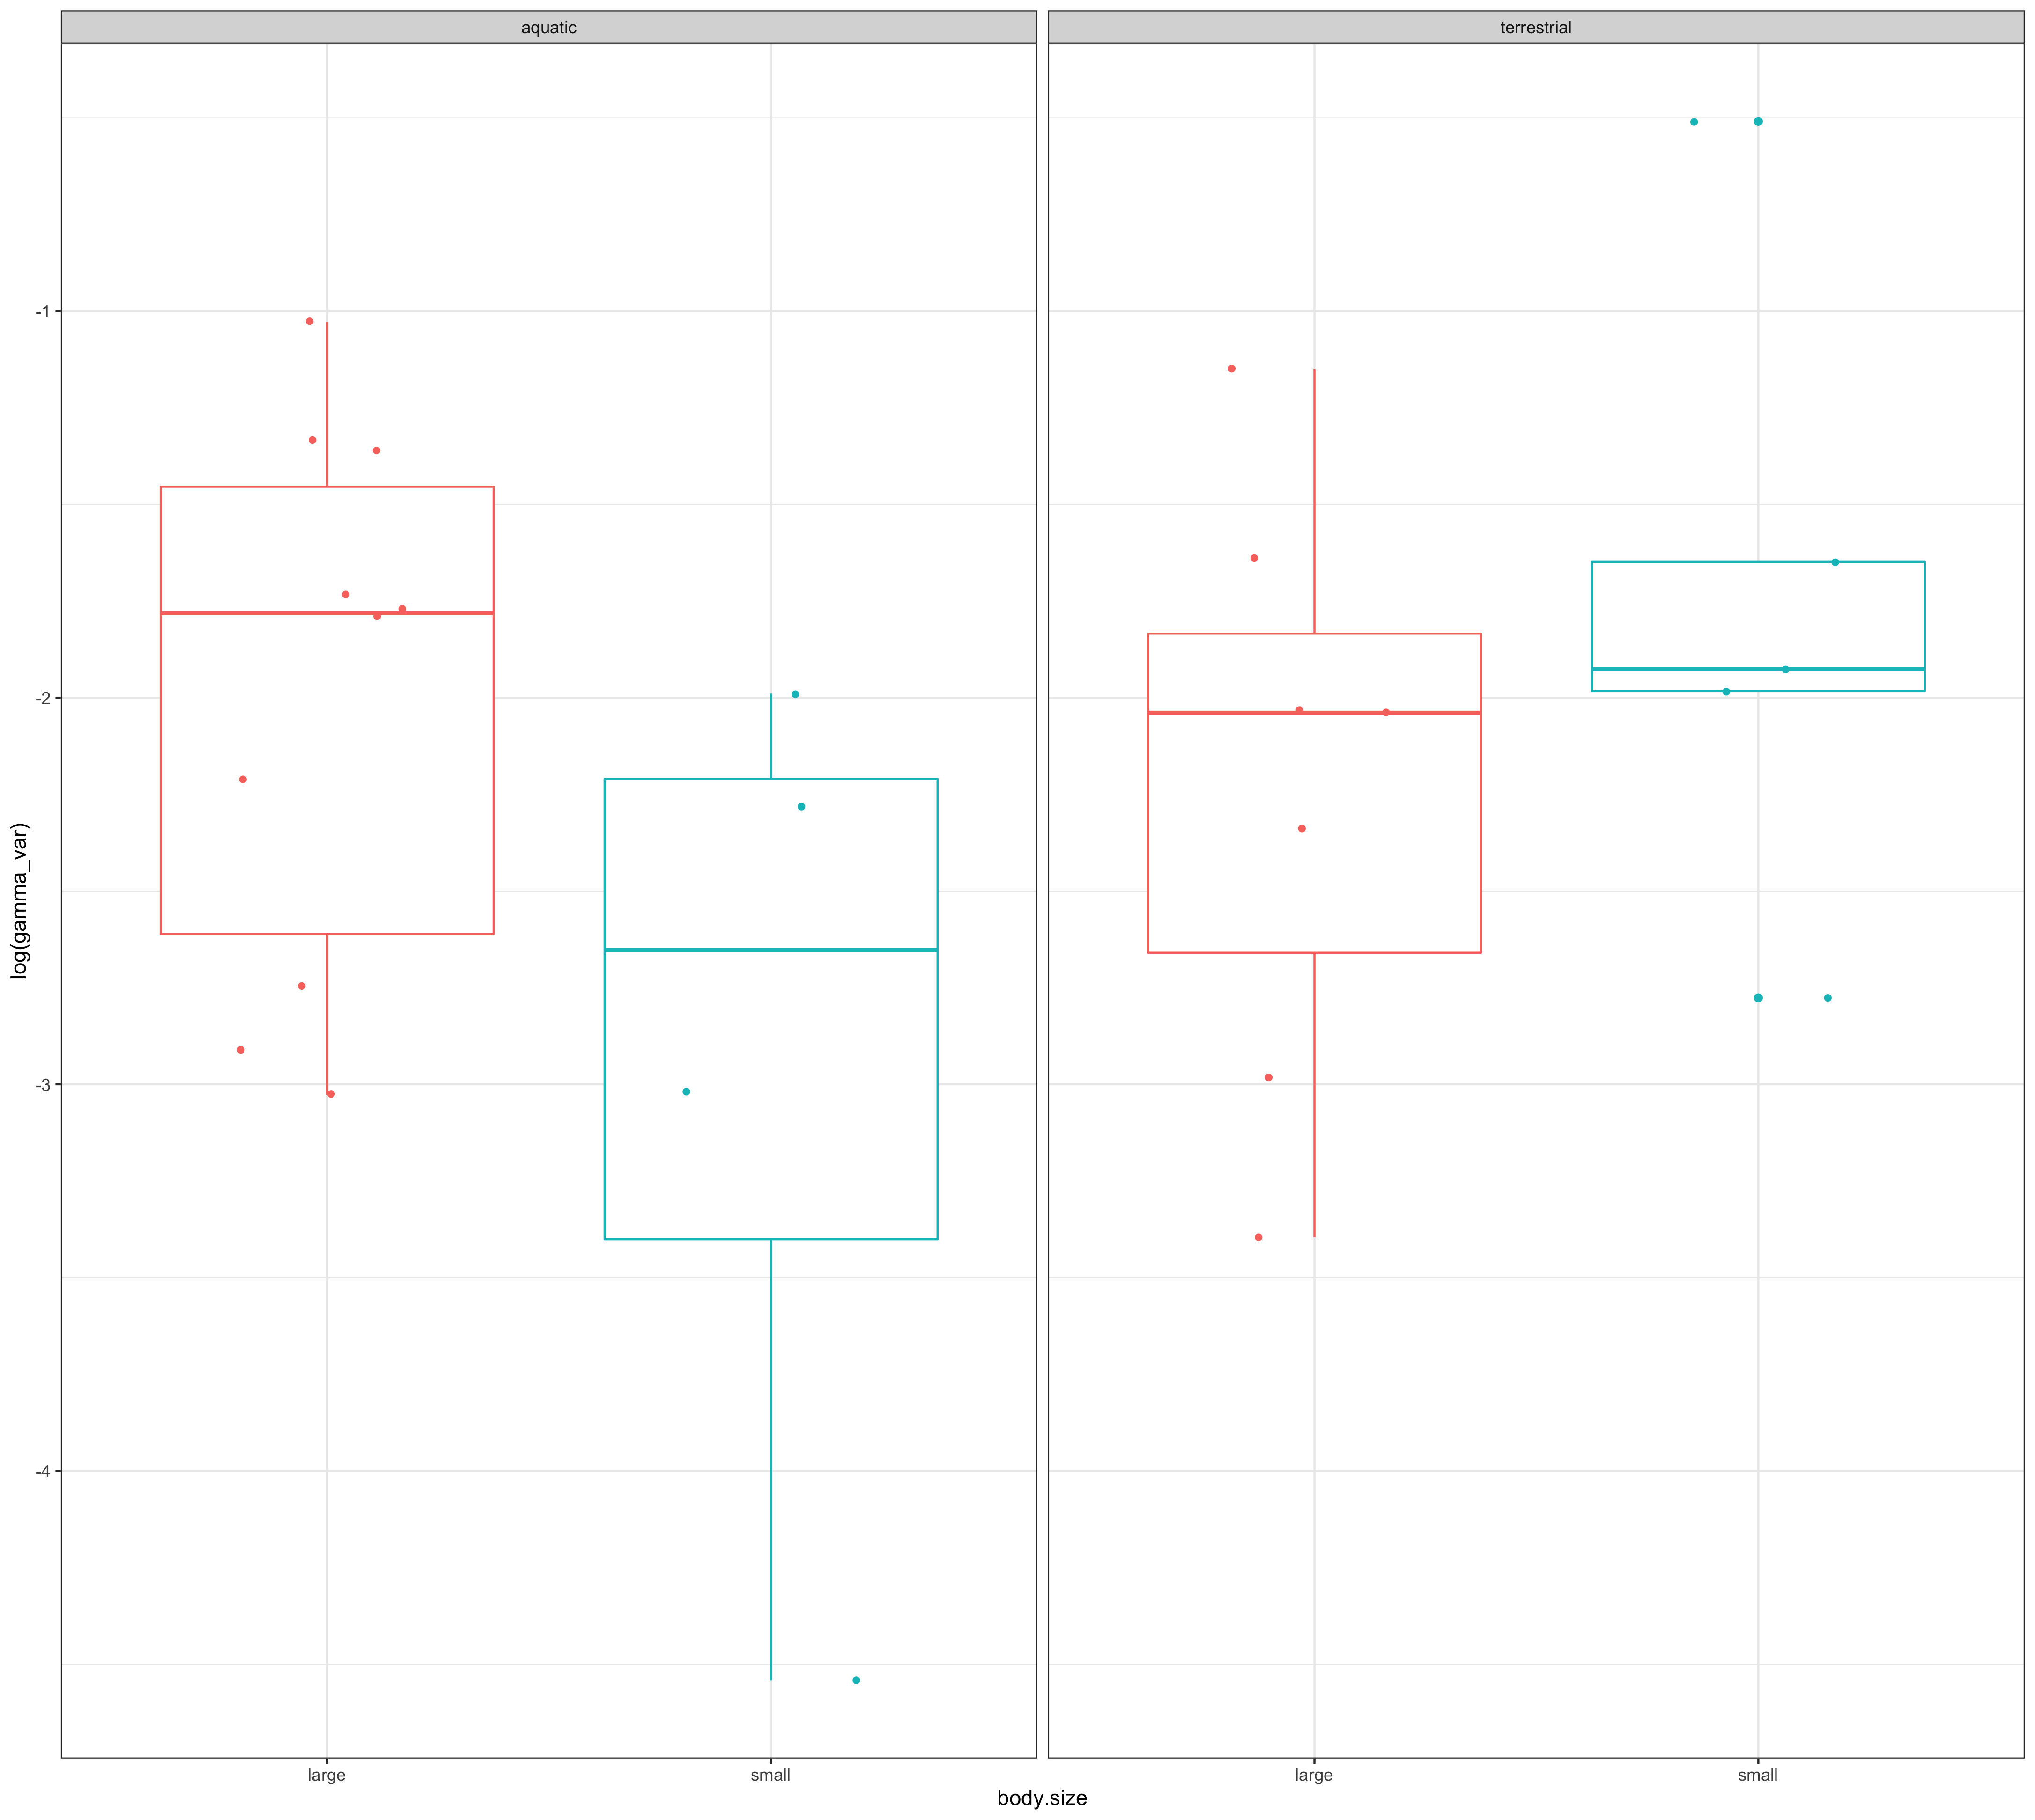 aquatic
terrestrial
log(gamma_var)
-1
-2
-3
-4
large
small
large
small
body.size